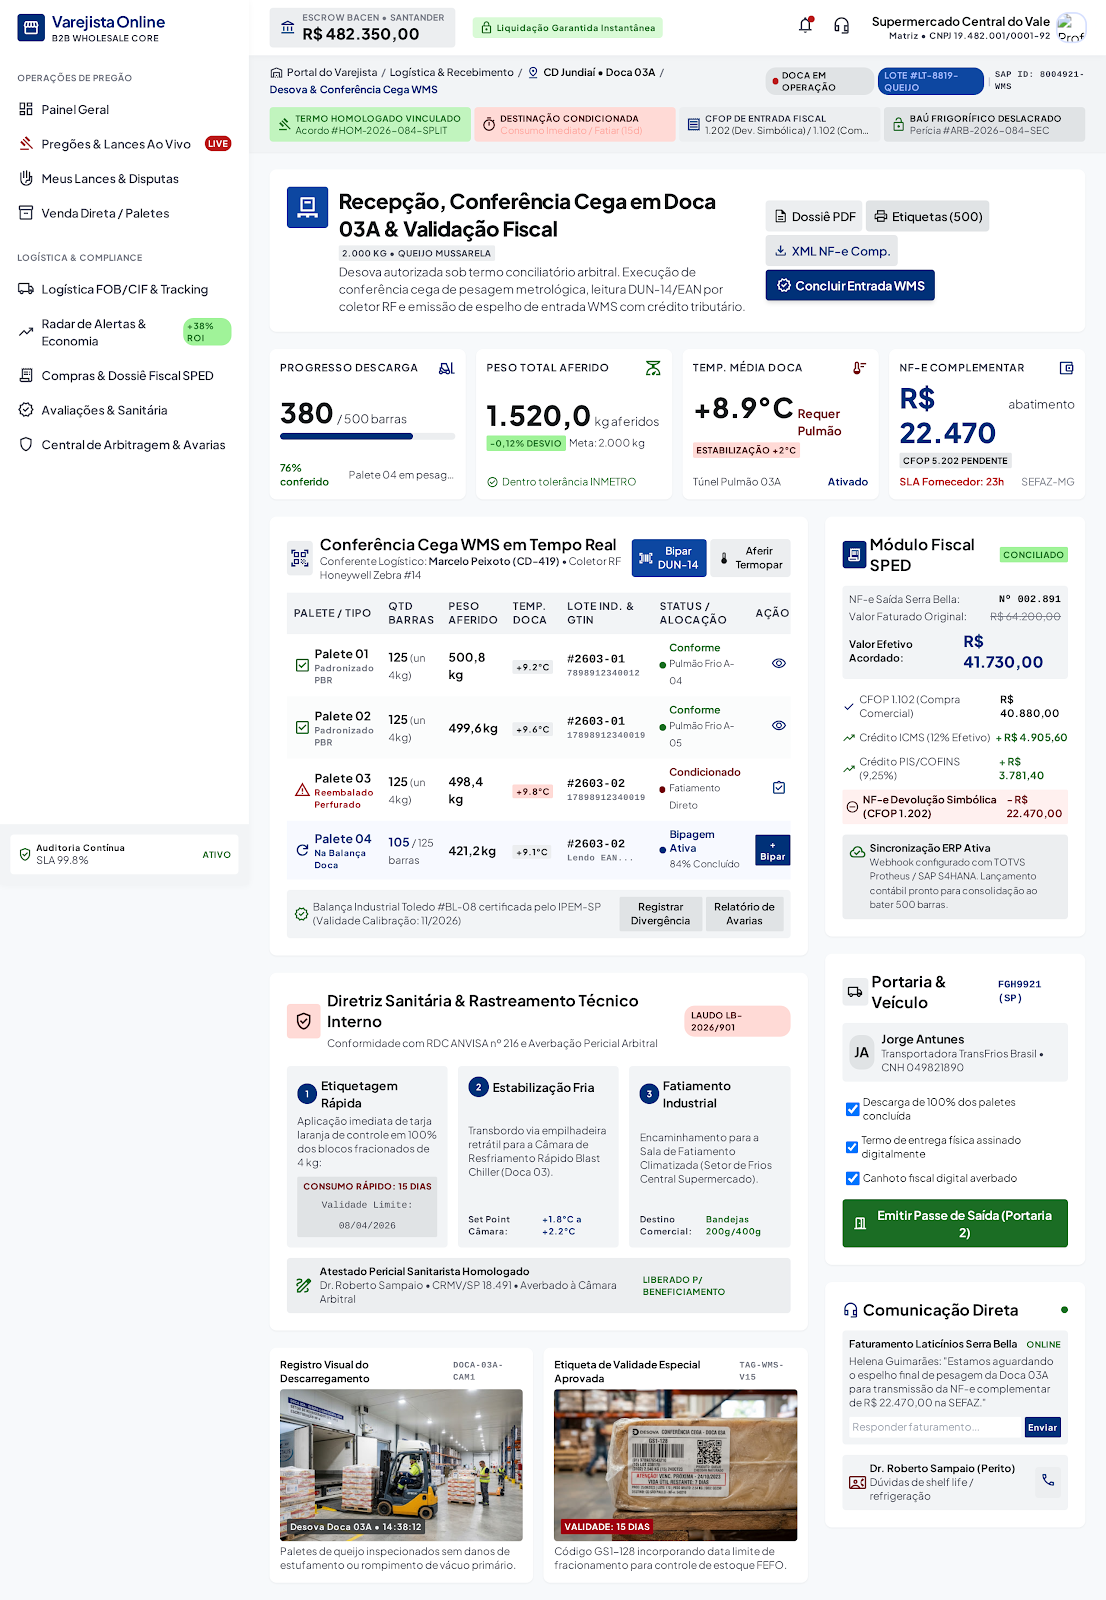 Varejista Online
B2B WHOLESALE CORE
OPERAÇÕES DE PREGÃO
Painel Geral
Pregões & Lances Ao Vivo
LIVE
Meus Lances & Disputas
Venda Direta / Paletes
LOGÍSTICA & COMPLIANCE
Logística FOB/CIF & Tracking
Radar de Alertas &
Economia
+38%
ROI
Compras & Dossiê Fiscal SPED
Avaliações & Sanitária
Central de Arbitragem & Avarias
Auditoria Contínua
SLA 99.8%
ATIVO
ESCROW BACEN • SANTANDER
R$ 482.350,00
Liquidação Garantida Instantânea
Supermercado Central do Vale
Matriz • CNPJ 19.482.001/0001-92
Prof
Portal do Varejista / Logística & Recebimento / CD Jundiaí • Doca 03A /
Desova & Conferência Cega WMS
DOCA EM
OPERAÇÃO
LOTE #LT-8819-
QUEIJO
SAP ID: 8004921-
WMS
TERMO HOMOLOGADO VINCULADO
Acordo #HOM-2026-084-SPLIT
DESTINAÇÃO CONDICIONADA
Consumo Imediato / Fatiar (15d)
CFOP DE ENTRADA FISCAL
1.202 (Dev. Simbólica) / 1.102 (Com...
BAÚ FRIGORÍFICO DESLACRADO
Perícia #ARB-2026-084-SEC
Recepção, Conferência Cega em Doca
03A & Validação Fiscal
2.000 KG • QUEIJO MUSSARELA
Desova autorizada sob termo conciliatório arbitral. Execução de
conferência cega de pesagem metrológica, leitura DUN-14/EAN por
coletor RF e emissão de espelho de entrada WMS com crédito tributário.
Dossiê PDF
Etiquetas (500)
XML NF-e Comp.
Concluir Entrada WMS
PROGRESSO DESCARGA
380 / 500 barras
76%
conferido
Palete 04 em pesag...
PESO TOTAL AFERIDO
1.520,0 kg aferidos
-0,12% DESVIO
Meta: 2.000 kg
Dentro tolerância INMETRO
TEMP. MÉDIA DOCA
+8.9°C Requer
Pulmão
ESTABILIZAÇÃO +2°C
Túnel Pulmão 03A
Ativado
NF-E COMPLEMENTAR
R$
22.470
abatimento
CFOP 5.202 PENDENTE
SLA Fornecedor: 23h
SEFAZ-MG
Conferência Cega WMS em Tempo Real
Conferente Logístico: Marcelo Peixoto (CD-419) • Coletor RF
Honeywell Zebra #14
Bipar
DUN-14
Aferir
Termopar
PALETE / TIPO
QTD
BARRAS
PESO
AFERIDO
TEMP.
DOCA
LOTE IND. &
GTIN
STATUS /
ALOCAÇÃO
AÇÃO
Palete 01
Padronizado
PBR
125 (un
4kg)
500,8
kg
+9.2°C
#2603-01
7898912340012
Conforme
Pulmão Frio A-
04
Palete 02
Padronizado
PBR
125 (un
4kg)
499,6 kg
+9.6°C
#2603-01
17898912340019
Conforme
Pulmão Frio A-
05
Palete 03
Reembalado
Perfurado
125 (un
4kg)
498,4
kg
+9.8°C
#2603-02
17898912340019
Condicionado
Fatiamento
Direto
Palete 04
Na Balança
Doca
105 / 125
barras
421,2 kg
+9.1°C
#2603-02
Lendo EAN...
Bipagem
Ativa
84% Concluído
+
Bipar
Balança Industrial Toledo #BL-08 certificada pelo IPEM-SP
(Validade Calibração: 11/2026)
Registrar
Divergência
Relatório de
Avarias
Módulo Fiscal
SPED
CONCILIADO
NF-e Saída Serra Bella:
Nº 002.891
Valor Faturado Original:
R$ 64.200,00
Valor Efetivo
Acordado:
R$
41.730,00
CFOP 1.102 (Compra
Comercial)
R$
40.880,00
Crédito ICMS (12% Efetivo)
+ R$ 4.905,60
Crédito PIS/COFINS
(9,25%)
+ R$
3.781,40
NF-e Devolução Simbólica
(CFOP 1.202)
- R$
22.470,00
Sincronização ERP Ativa
Webhook configurado com TOTVS
Protheus / SAP S4HANA. Lançamento
contábil pronto para consolidação ao
bater 500 barras.
Diretriz Sanitária & Rastreamento Técnico
Interno
Conformidade com RDC ANVISA nº 216 e Averbação Pericial Arbitral
LAUDO LB-
2026/901
1
Etiquetagem
Rápida
Aplicação imediata de tarja
laranja de controle em 100%
dos blocos fracionados de
4 kg:
CONSUMO RÁPIDO: 15 DIAS
Validade Limite:
08/04/2026
2
Estabilização Fria
Transbordo via empilhadeira
retrátil para a Câmara de
Resfriamento Rápido Blast
Chiller (Doca 03).
Set Point
Câmara:
+1.8°C a
+2.2°C
3
Fatiamento
Industrial
Encaminhamento para a
Sala de Fatiamento
Climatizada (Setor de Frios
Central Supermercado).
Destino
Comercial:
Bandejas
200g/400g
Atestado Pericial Sanitarista Homologado
Dr. Roberto Sampaio • CRMV/SP 18.491 • Averbado à Câmara
Arbitral
LIBERADO P/
BENEFICIAMENTO
Portaria &
Veículo
FGH9921
(SP)
JA
Jorge Antunes
Transportadora TransFrios Brasil •
CNH 049821890
Descarga de 100% dos paletes
concluída
Termo de entrega física assinado
digitalmente
Canhoto fiscal digital averbado
Emitir Passe de Saída (Portaria
2)
Comunicação Direta
Faturamento Laticínios Serra Bella
ONLINE
Helena Guimarães: "Estamos aguardando
o espelho final de pesagem da Doca 03A
para transmissão da NF-e complementar
de R$ 22.470,00 na SEFAZ."
Responder faturamento...
Enviar
Dr. Roberto Sampaio (Perito)
Dúvidas de shelf life /
refrigeração
Registro Visual do
Descarregamento
DOCA-03A-
CAM1
Desova Doca 03A • 14:38:12
Paletes de queijo inspecionados sem danos de
estufamento ou rompimento de vácuo primário.
Etiqueta de Validade Especial
Aprovada
TAG-WMS-
V15
DESOVA CONFERÊNCIA CEGA DOCA 03A
GS1-128
VALIDADE: 15 DIAS
Código GS1-128 incorporando data limite de
fracionamento para controle de estoque FEFO.